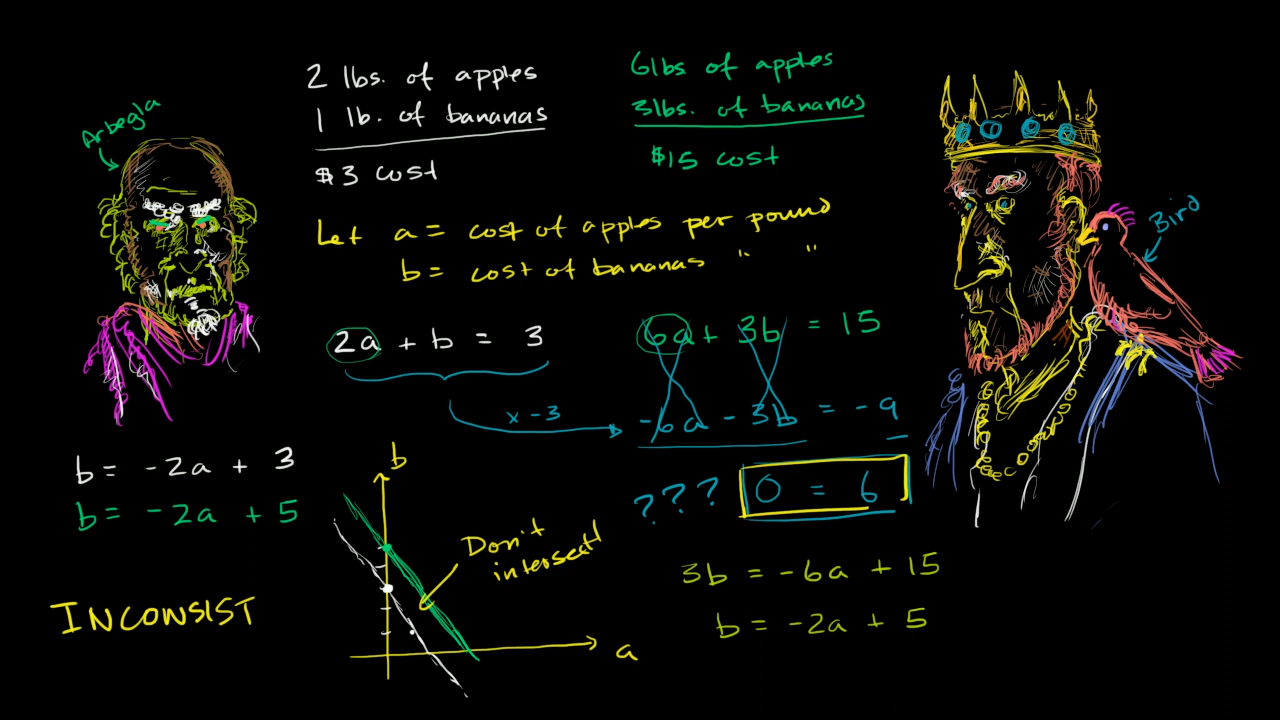 Arbegla
2 lbs. of apples
1 lb. of bananas
$3 cost
6lbs of apples
3lbs. of bananas
$15 cost
Bird
Let a = cost of apples per pound
b = cost of bananas " "
2a + b = 3
6a + 3b = 15
x -3
-6a - 3b = -9
??? 0 = 6
b = -2a + 3
b = -2a + 5
INCONSIST
b
Don't
intersect!
a
3b = -6a + 15
b = -2a + 5